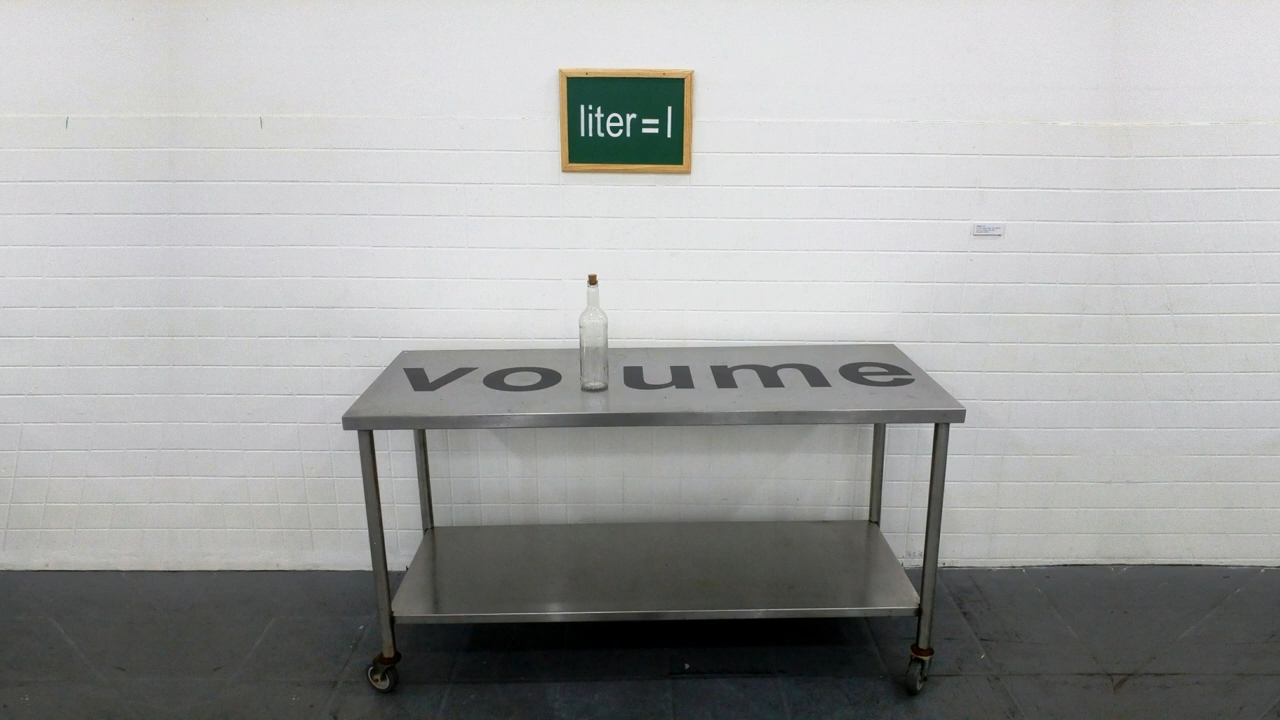 liter = l
vo ume